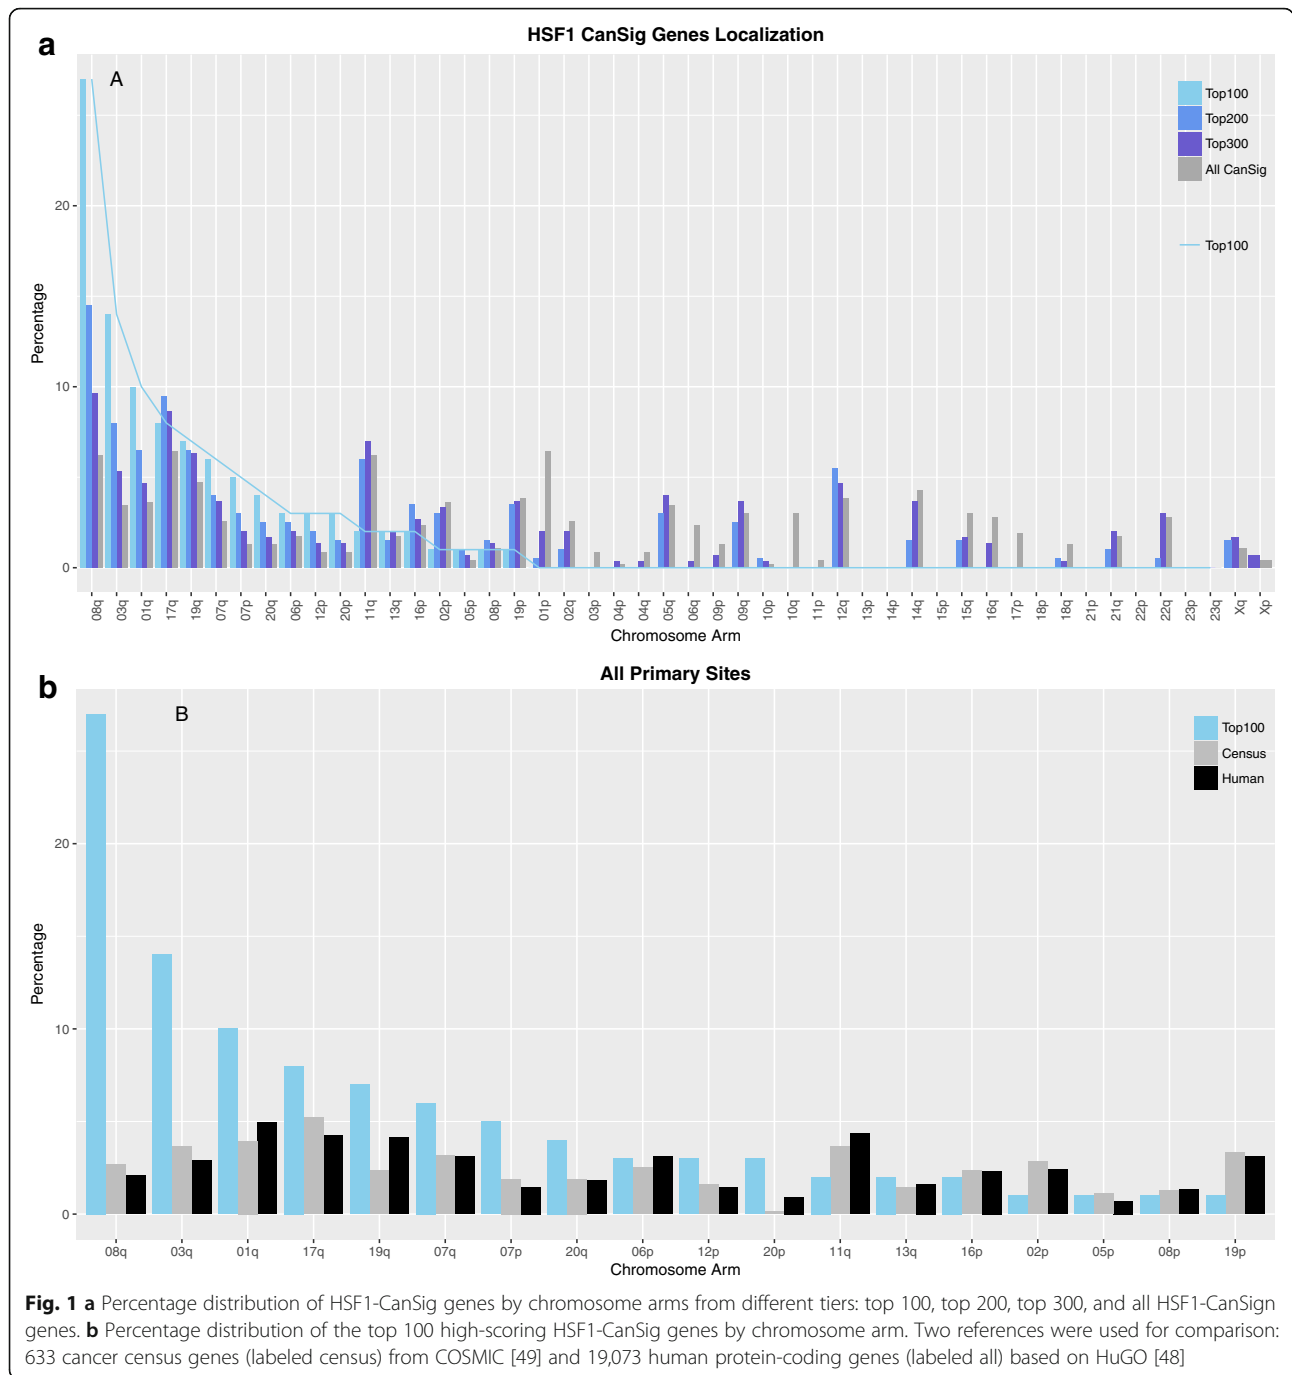 a
HSF1 CanSig Genes Localization
A
Top100
Top200
Top300
All CanSig
Top100
Percentage
20
10
0
08q 03q 01q 17q 19q 07q 07p 20q 06p 12p 20p 11q 13q 16p 02p 05p 08p 19p 01p 02q 03p 04p 04q 05q 06q 09p 09q 10p 10q 11p 12q 13p 14p 14q 15q 16q 17p 18p 18q 21p 21q 22p 22q 23p 23q Xq Xp
Chromosome Arm
b
All Primary Sites
B
Top100
Census
Human
Percentage
20
10
0
08q 03q 01q 17q 19q 07q 07p 20q 06p 12p 20p 11q 13q 16p 02p 05p 08p 19p
Chromosome Arm
Fig. 1 a Percentage distribution of HSF1-CanSig genes by chromosome arms from different tiers: top 100, top 200, top 300, and all HSF1-CanSign
genes. b Percentage distribution of the top 100 high-scoring HSF1-CanSig genes by chromosome arm. Two references were used for comparison:
633 cancer census genes (labeled census) from COSMIC [49] and 19,073 human protein-coding genes (labeled all) based on HuGO [48]